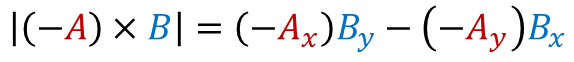 |(−A) × B| = (−Aₓ)B_y − (−A_y)Bₓ